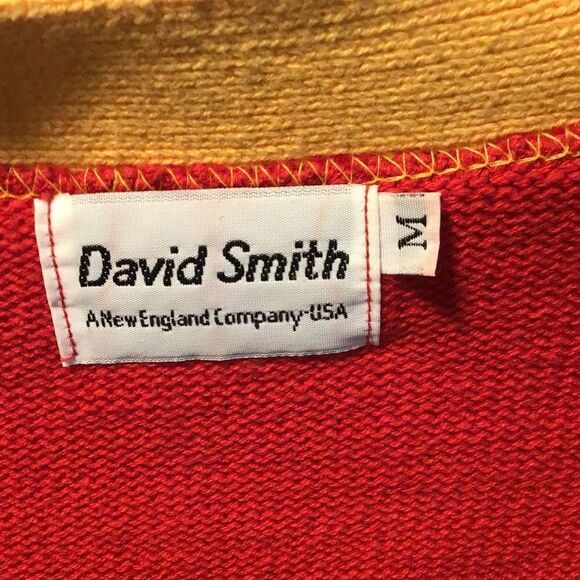 David Smith
A New England Company-USA
M